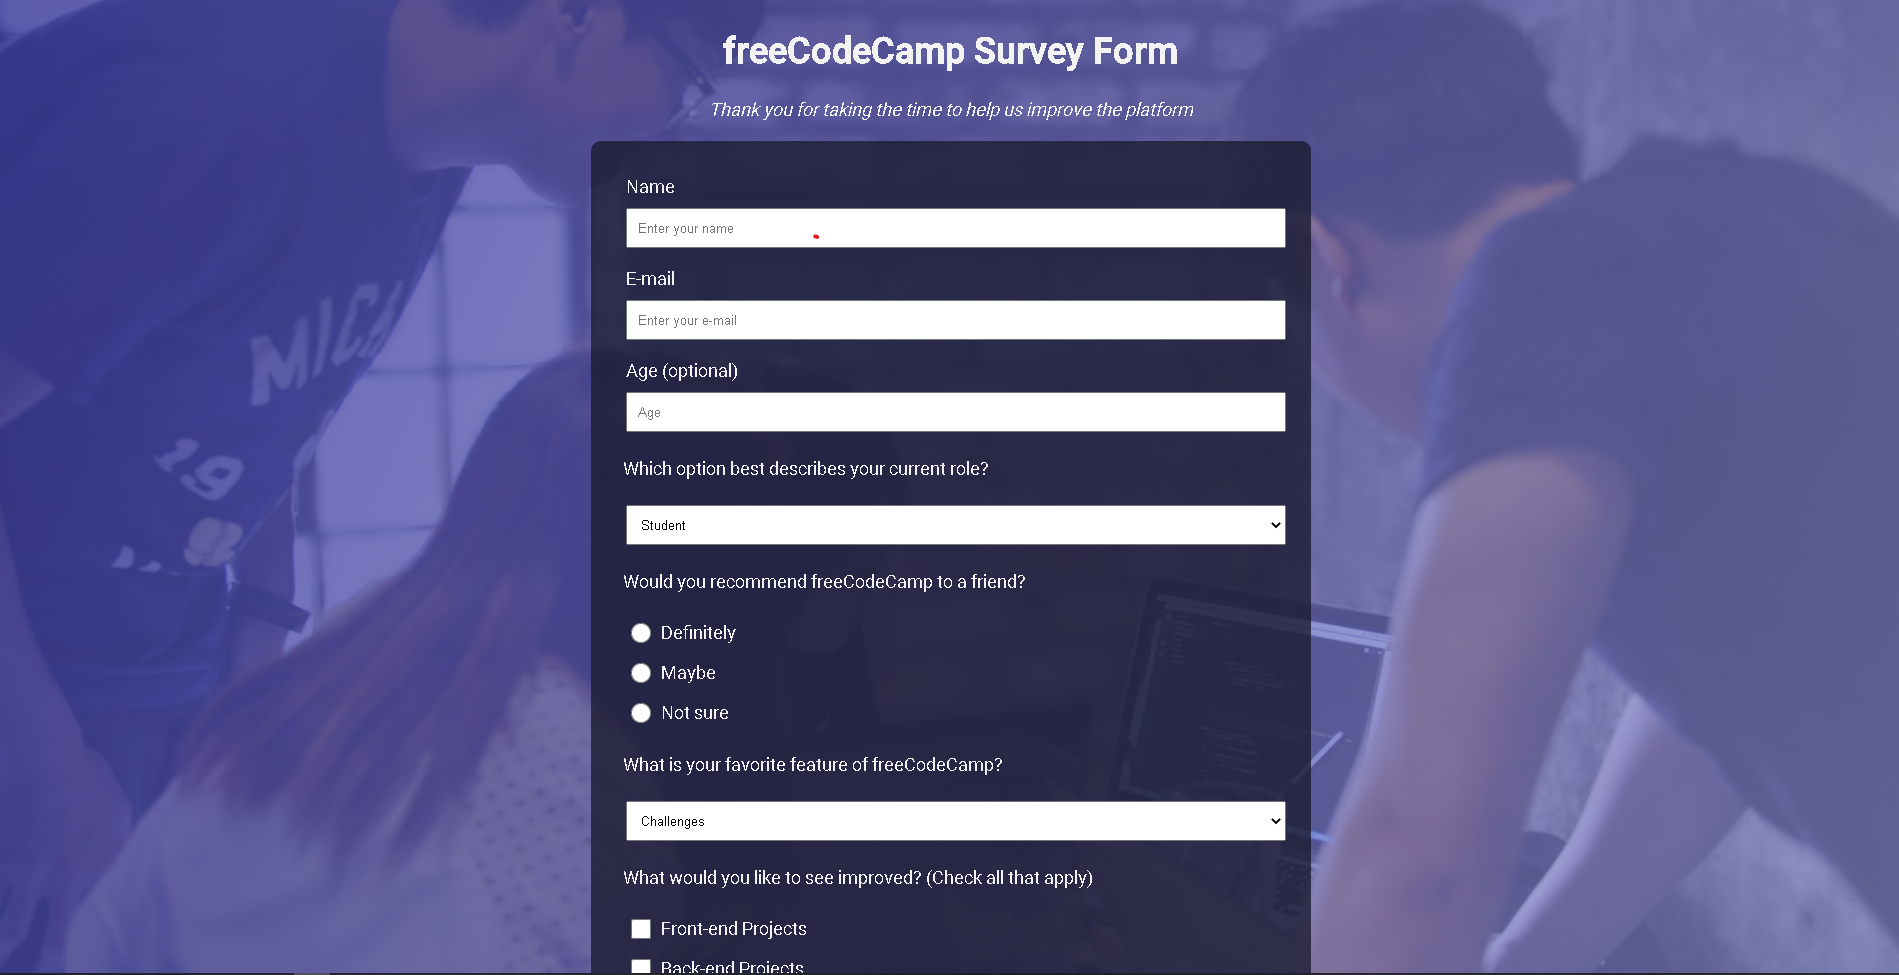 freeCodeCamp Survey Form
Thank you for taking the time to help us improve the platform
Name
Enter your name
E-mail
Enter your e-mail
Age (optional)
Age
Which option best describes your current role?
Student
Would you recommend freeCodeCamp to a friend?
Definitely
Maybe
Not sure
What is your favorite feature of freeCodeCamp?
Challenges
What would you like to see improved? (Check all that apply)
Front-end Projects
Back-end Projects
MICH
19